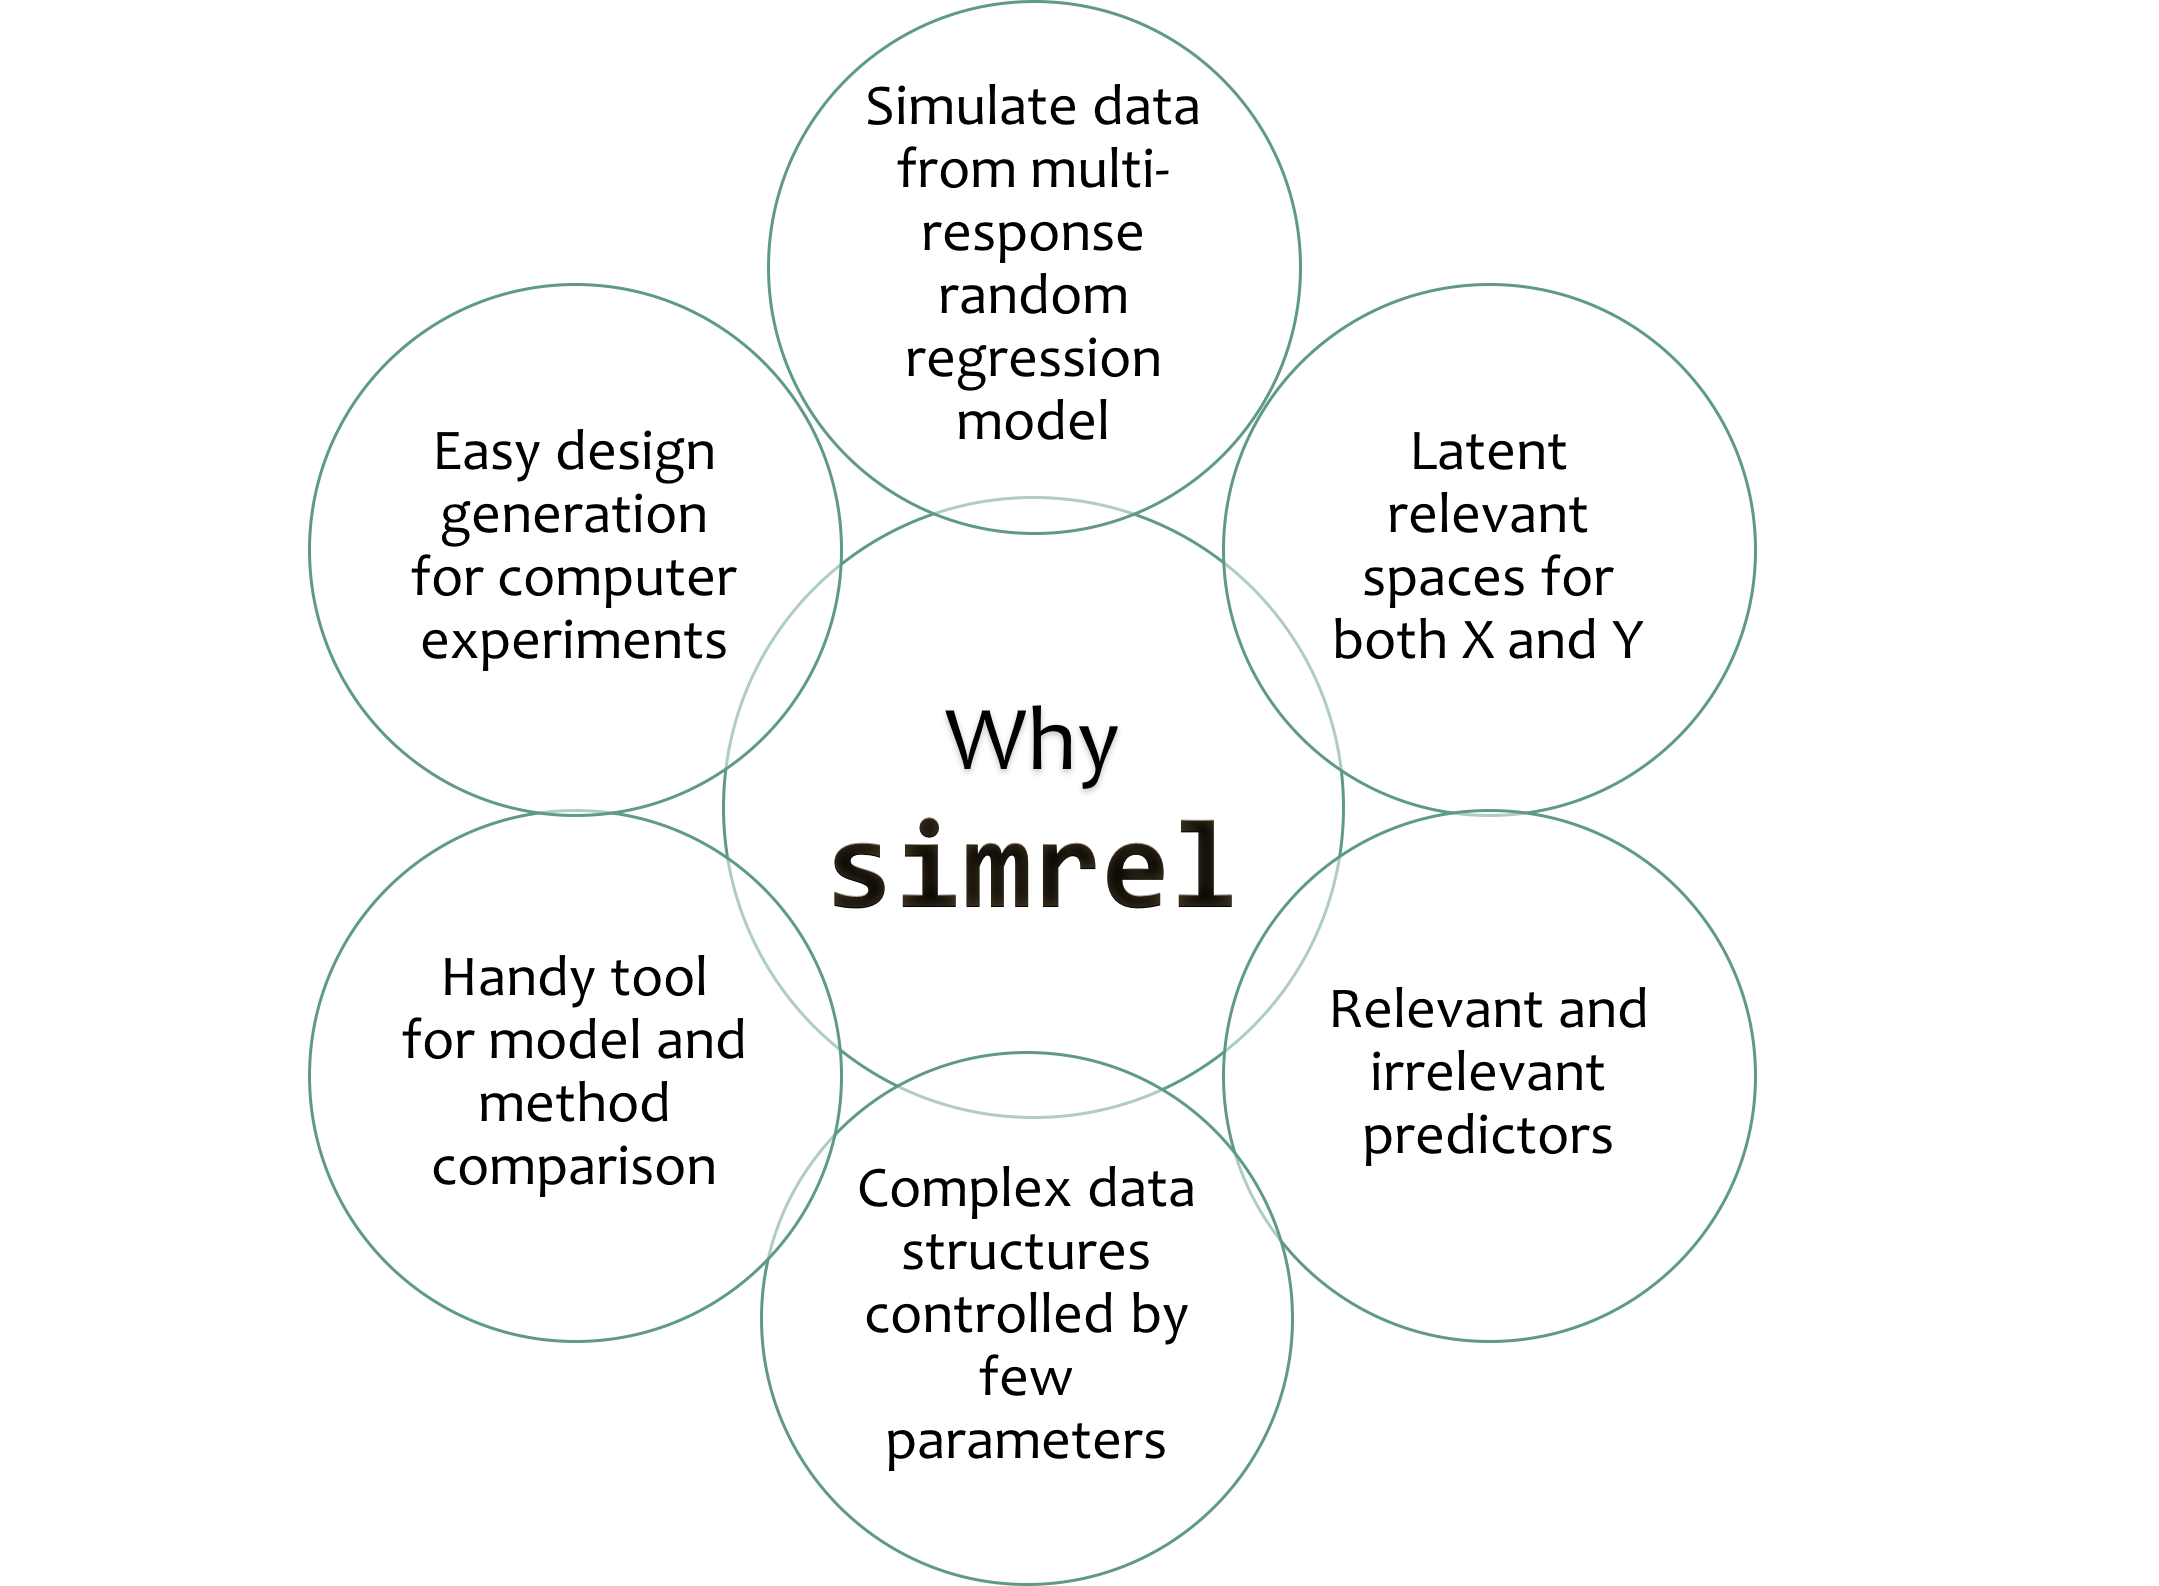 Simulate data
from multi-
response
random
regression
model
Easy design
generation
for computer
experiments
Latent
relevant
spaces for
both X and Y
Why
simrel
Handy tool
for model and
method
comparison
Relevant and
irrelevant
predictors
Complex data
structures
controlled by
few
parameters